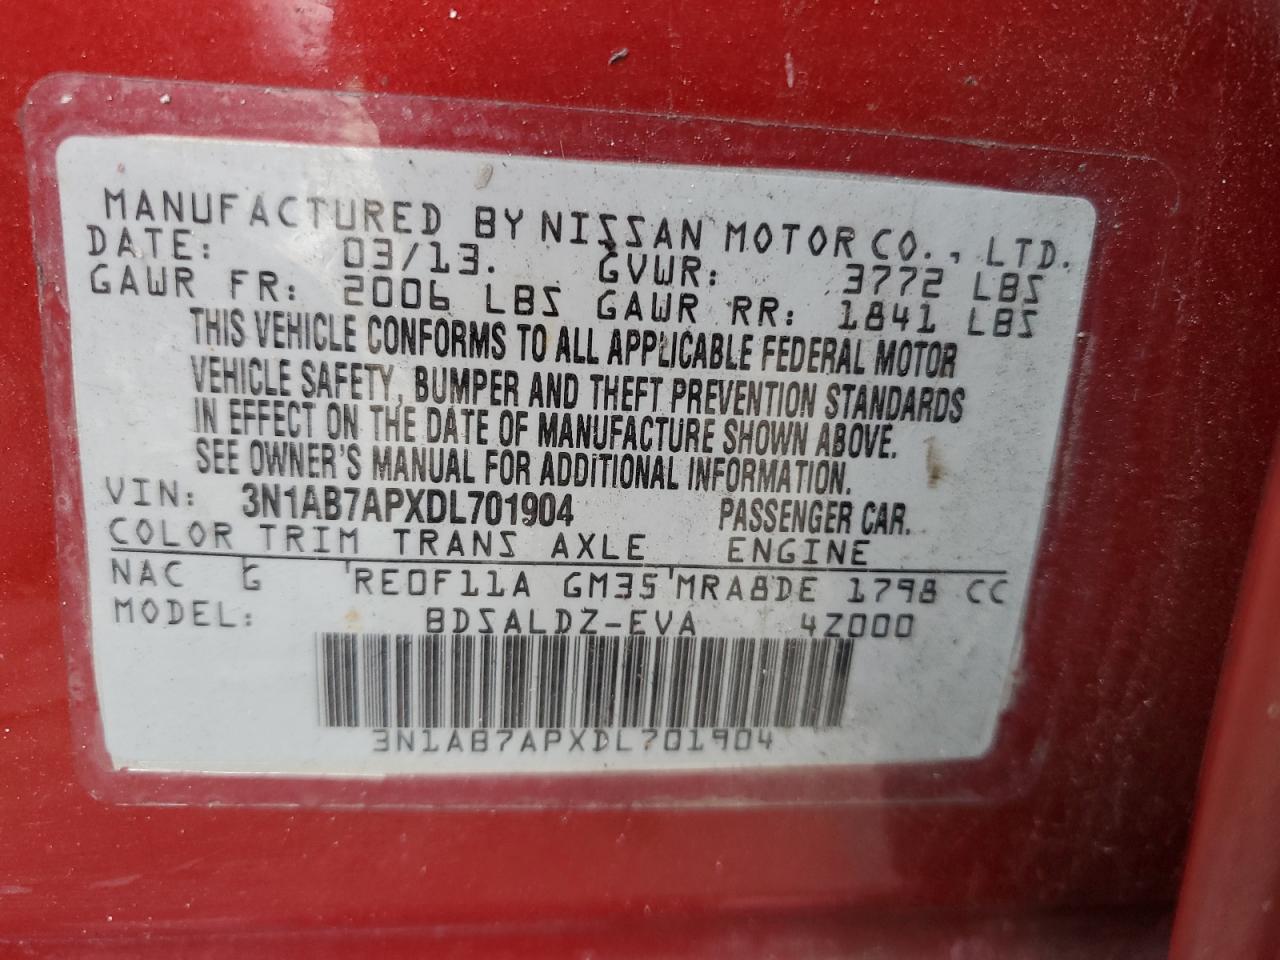 MANUFACTURED BY NISSAN MOTOR CO., LTD.
DATE: 03/13. GVWR: 3772 LBS
GAWR FR: 2006 LBS GAWR RR: 1841 LBS
THIS VEHICLE CONFORMS TO ALL APPLICABLE FEDERAL MOTOR
VEHICLE SAFETY, BUMPER AND THEFT PREVENTION STANDARDS
IN EFFECT ON THE DATE OF MANUFACTURE SHOWN ABOVE.
SEE OWNER'S MANUAL FOR ADDITIONAL INFORMATION.
VIN: 3N1AB7APXDL701904 PASSENGER CAR.
COLOR TRIM TRANS AXLE ENGINE
NAC G 'RE0F11A GM35'MRA8DE 1798 CC
MODEL: BDSALDZ-EVA 4Z000
3N1AB7APXDL701904